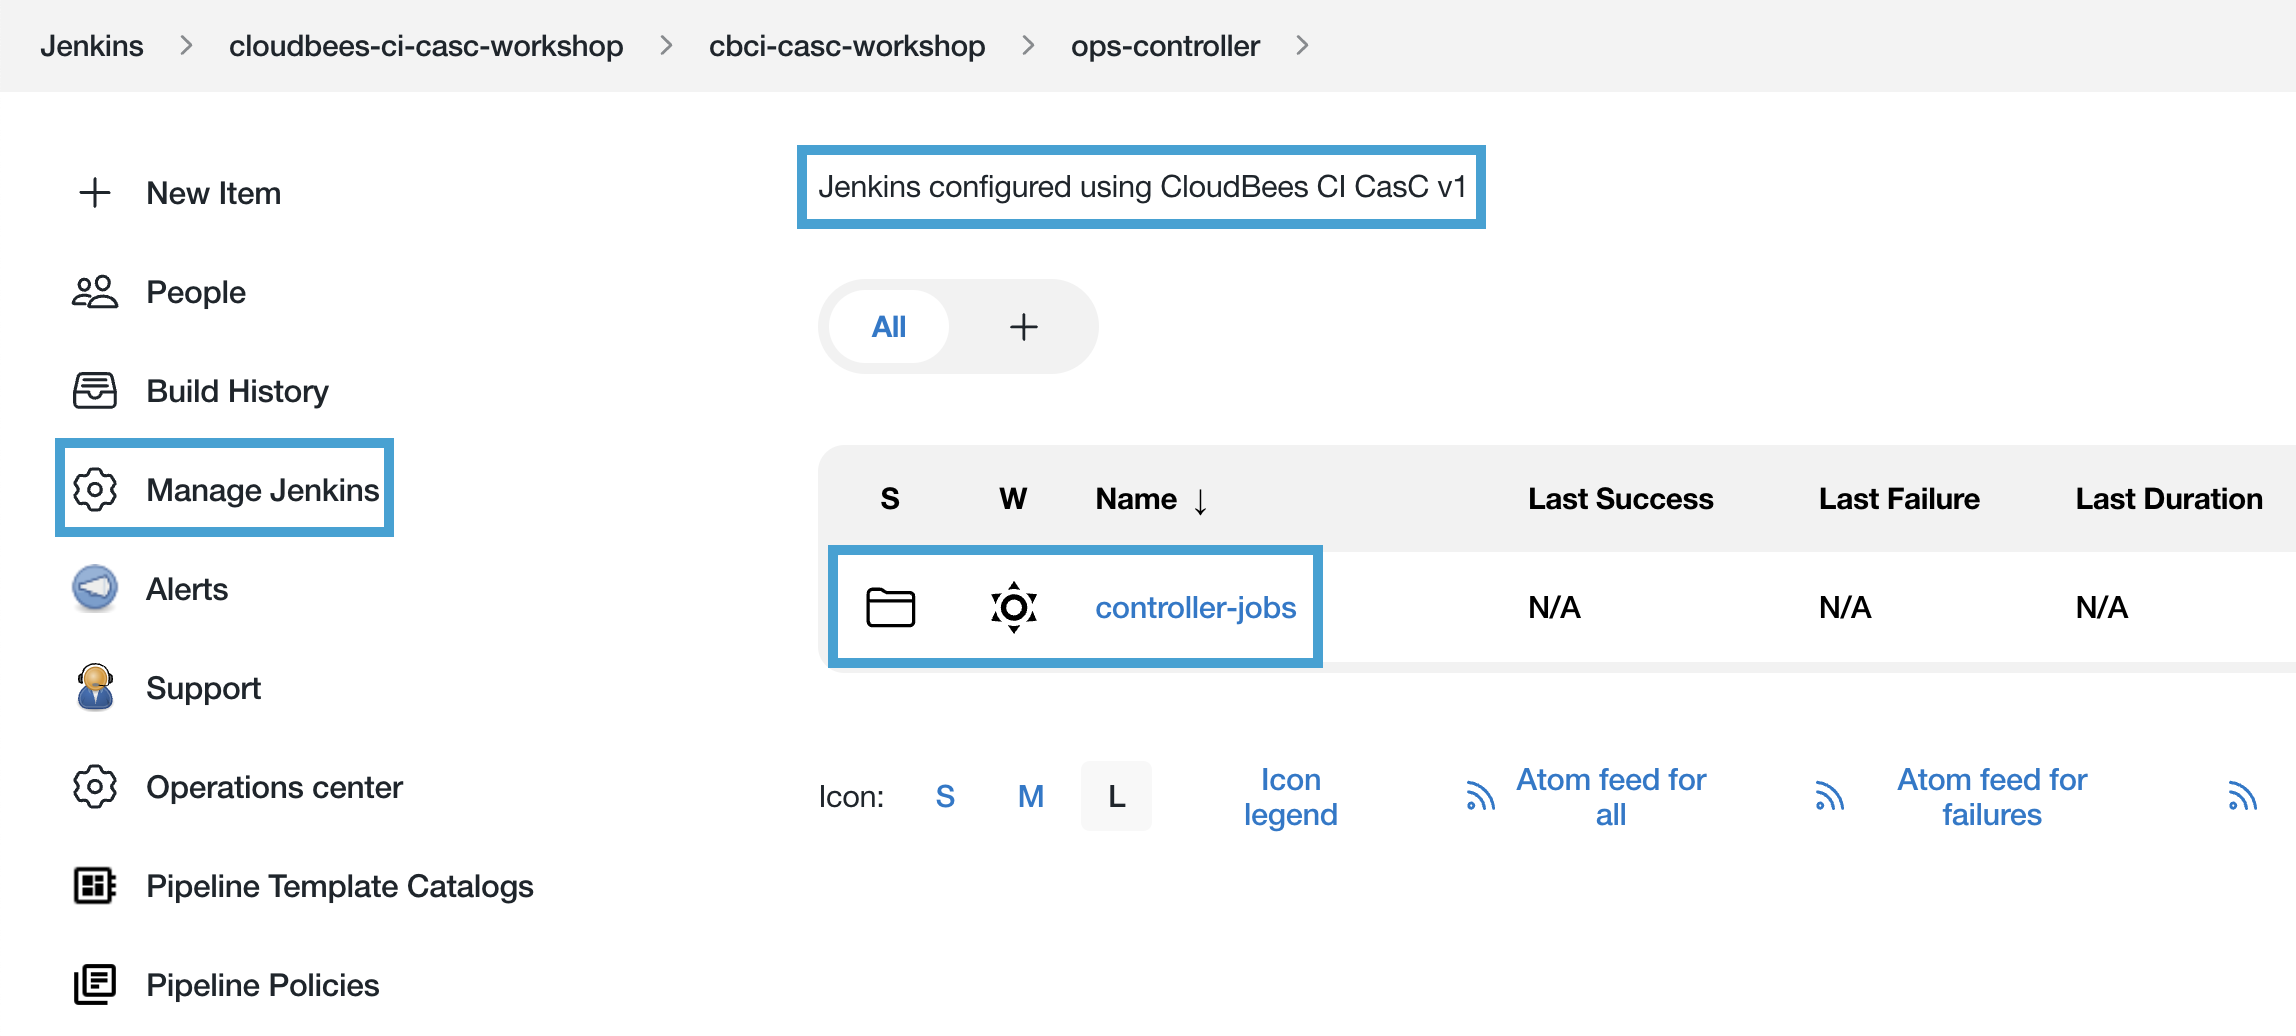 Jenkins > cloudbees-ci-casc-workshop > cbci-casc-workshop > ops-controller >
New Item
People
Build History
Manage Jenkins
Alerts
Support
Operations center
Pipeline Template Catalogs
Pipeline Policies
Jenkins configured using CloudBees CI CasC v1
All +
S W Name ↓ Last Success Last Failure Last Duration
controller-jobs N/A N/A N/A
Icon: S M L
Icon
legend
Atom feed for
all
Atom feed for
failures